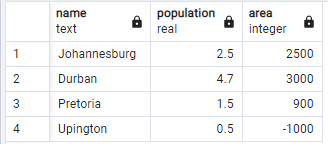 name population area
text real integer
1 Johannesburg 2.5 2500
2 Durban 4.7 3000
3 Pretoria 1.5 900
4 Upington 0.5 -1000